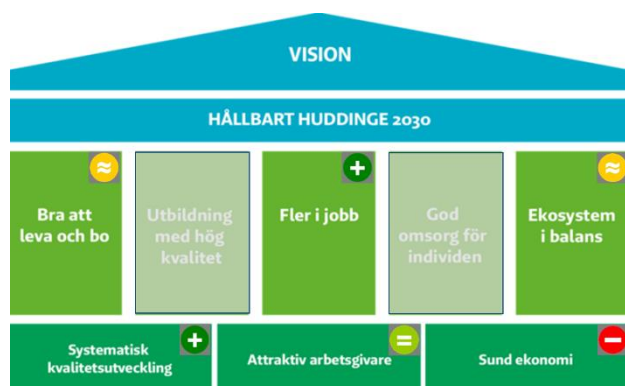 VISION
HÅLLBART HUDDINGE 2030
≈
Bra att
leva och bo
Utbildning
med hög
kvalitet
+
Fler i jobb
God
omsorg för
individen
≈
Ekosystem
i balans
+
Systematisk
kvalitetsutveckling
=
Attraktiv arbetsgivare
−
Sund ekonomi